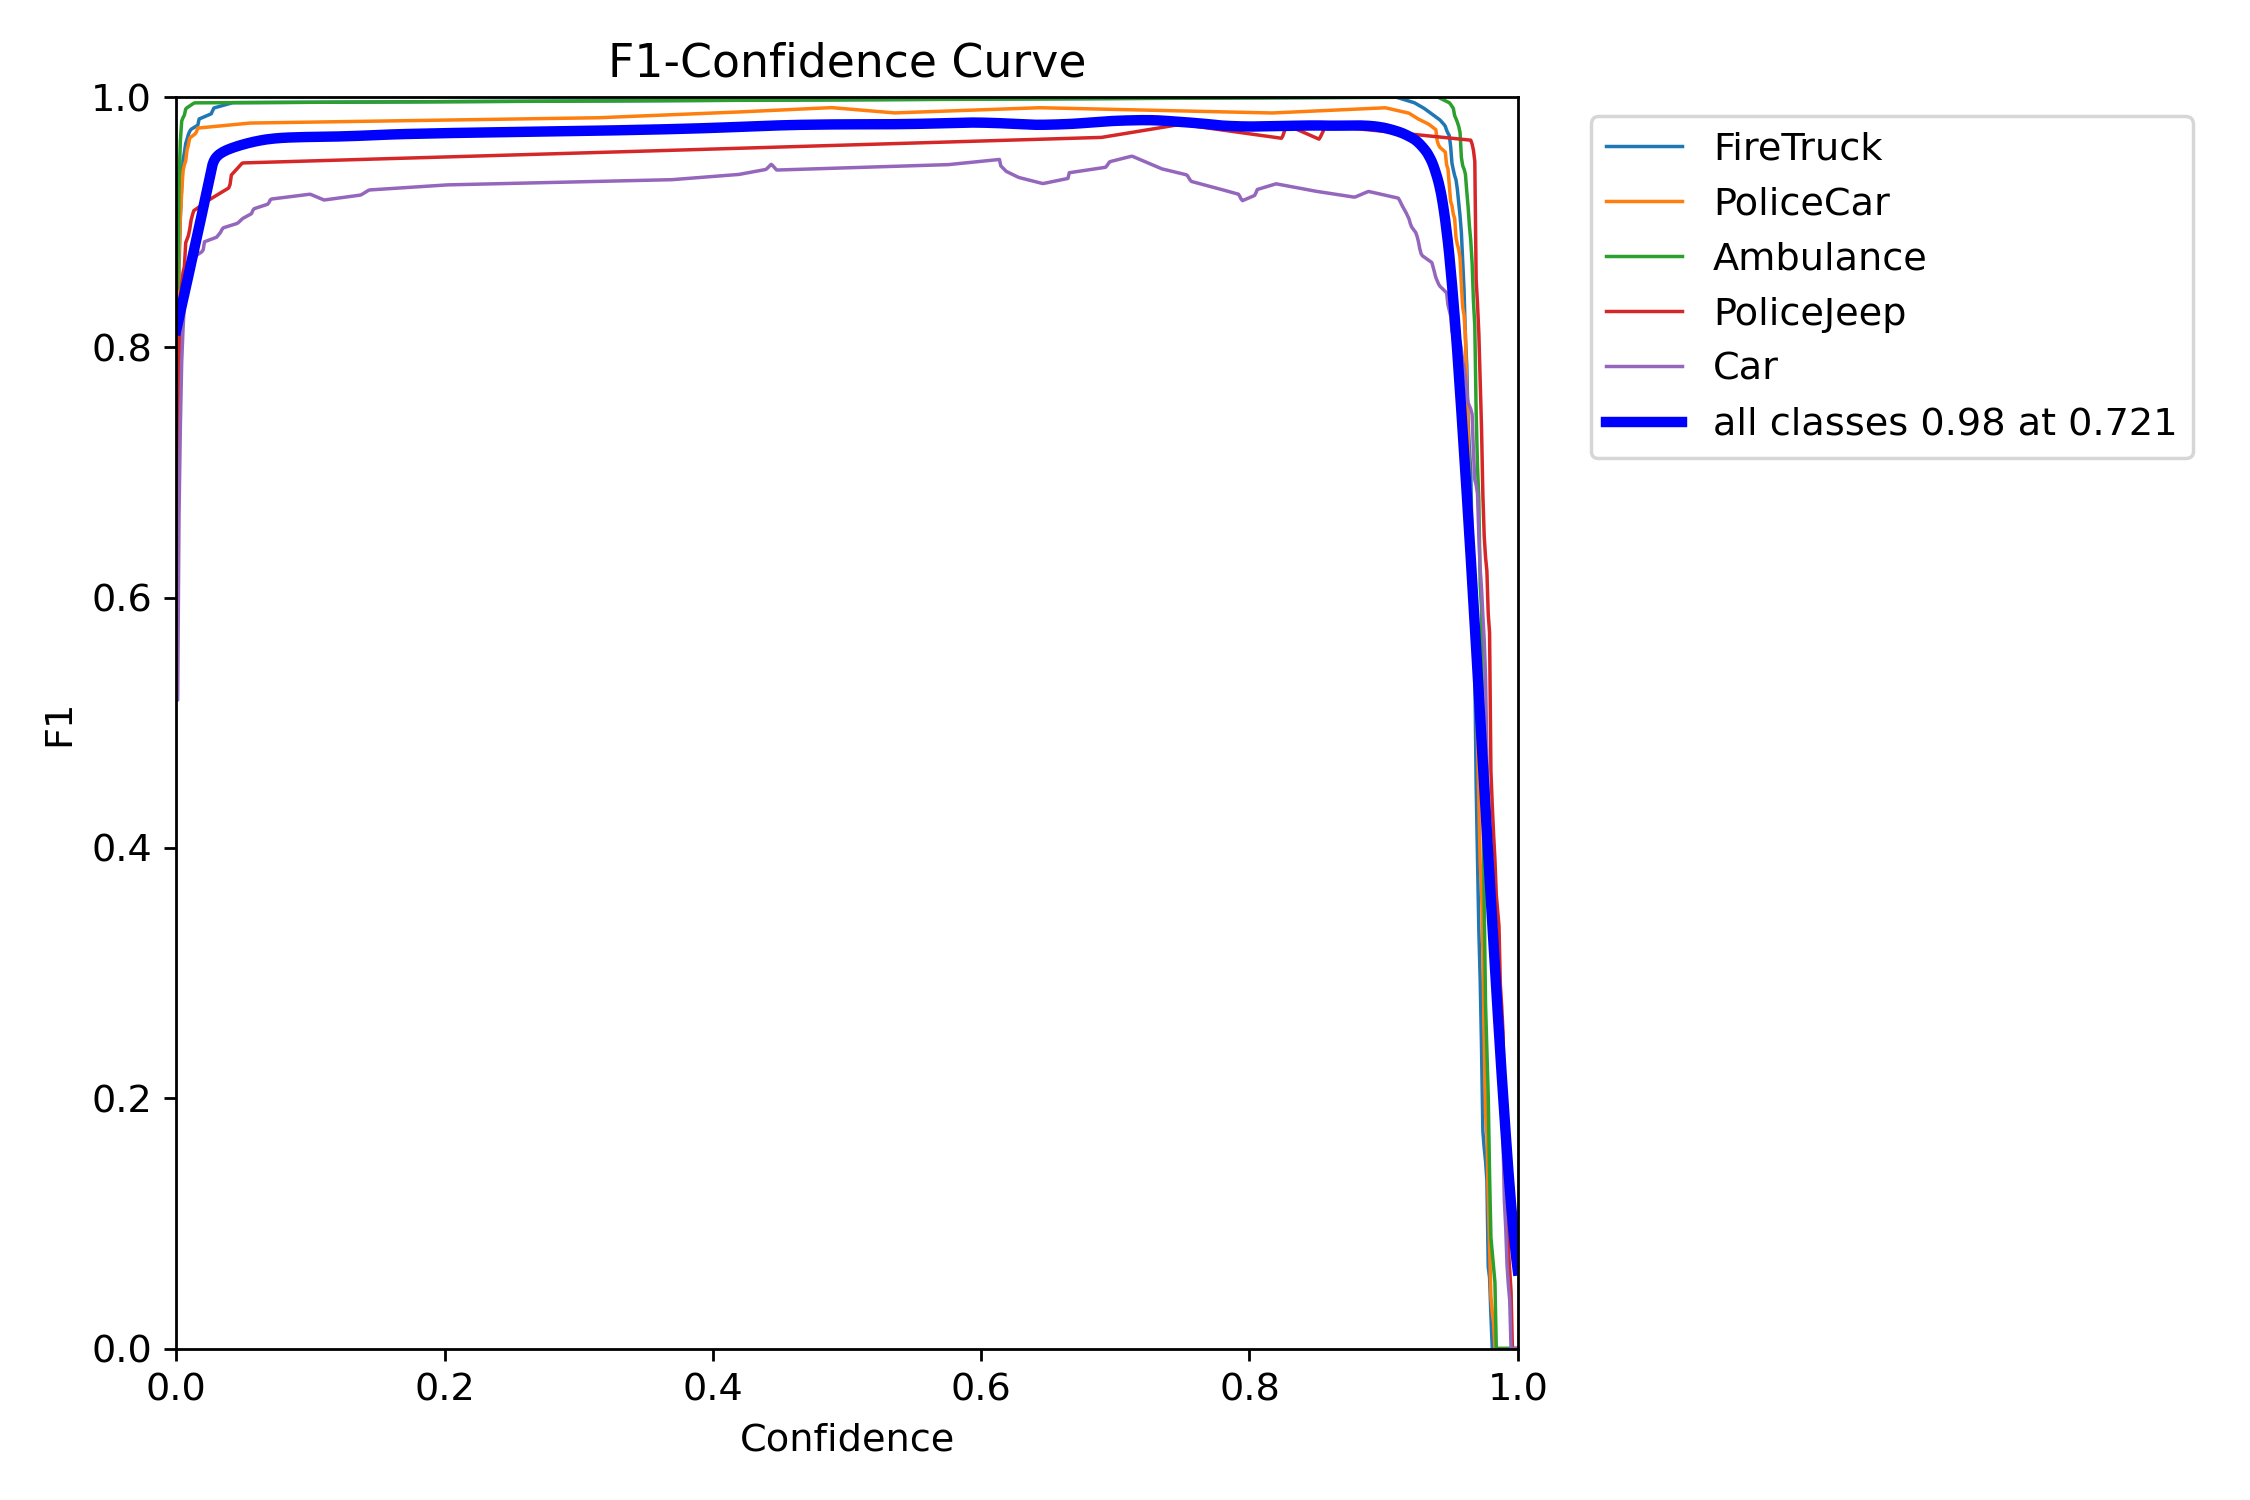 F1-Confidence Curve
1.0
0.8
0.6
0.4
0.2
0.0
F1
0.0 0.2 0.4 0.6 0.8 1.0
Confidence
FireTruck
PoliceCar
Ambulance
PoliceJeep
Car
all classes 0.98 at 0.721